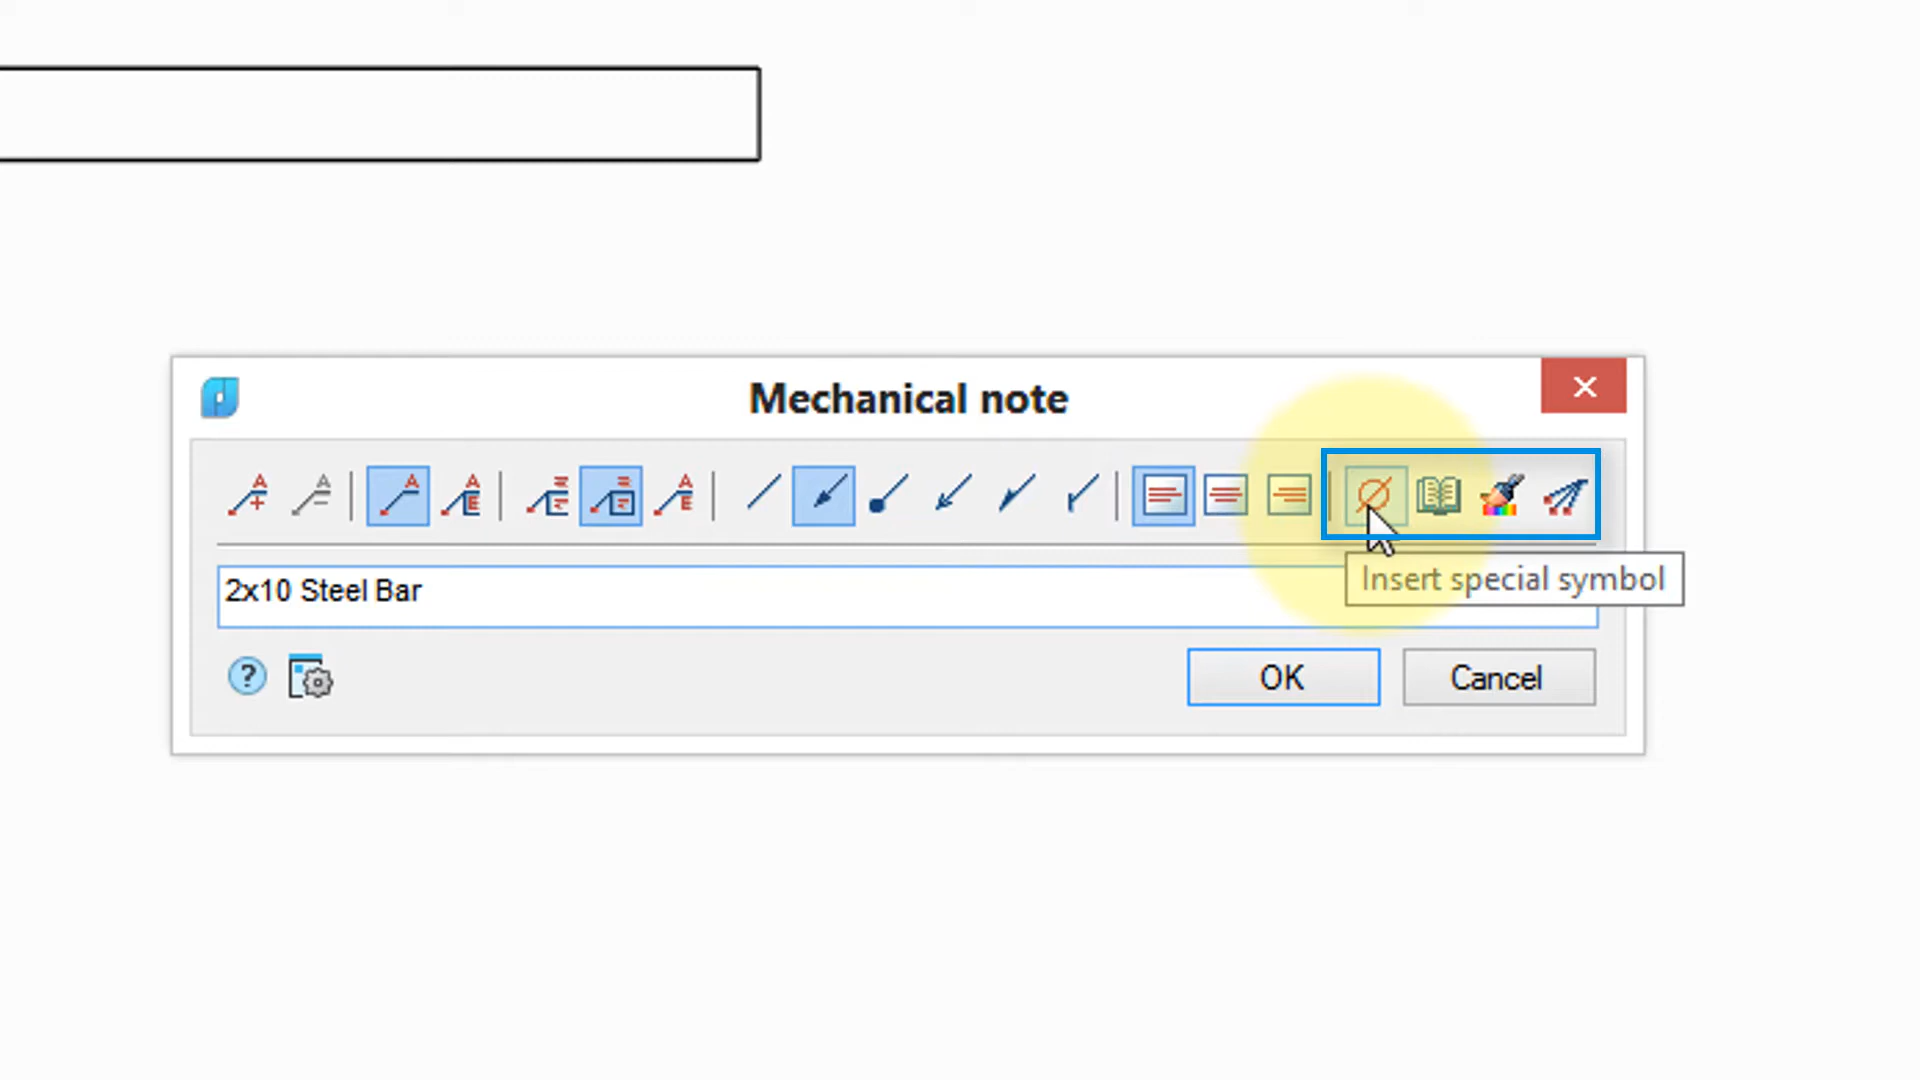 Mechanical note
2x10 Steel Bar
Insert special symbol
OK
Cancel